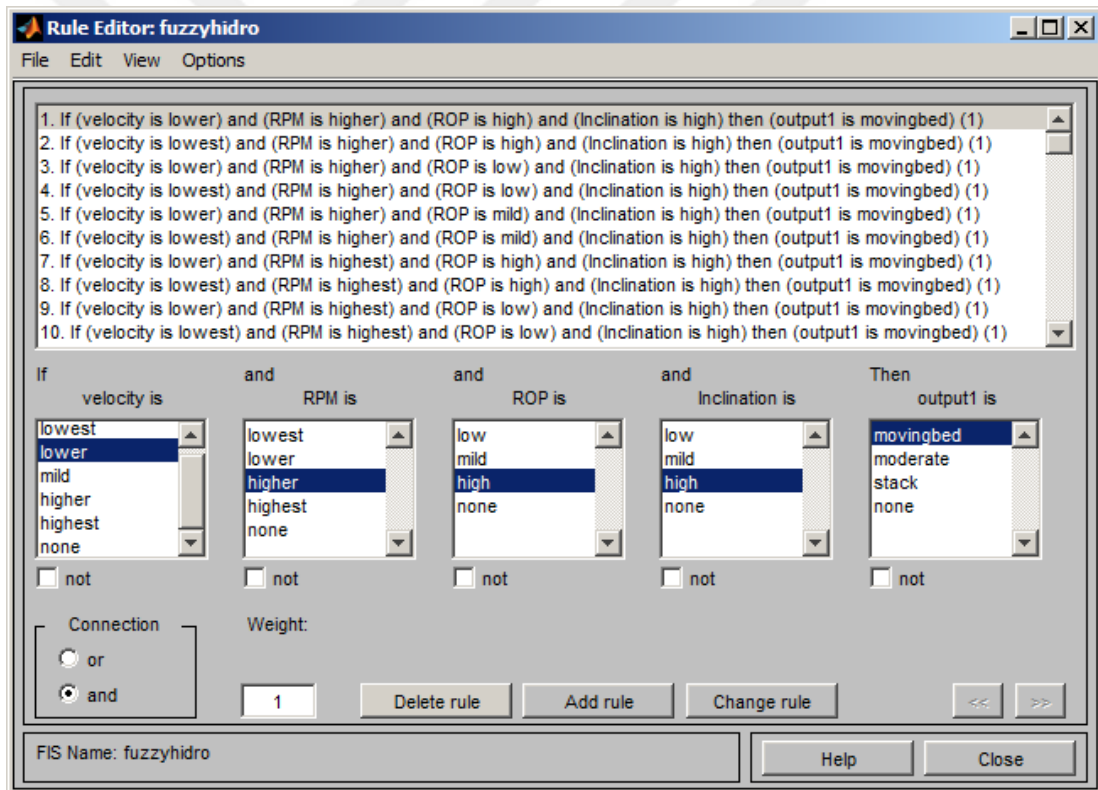 Rule Editor: fuzzyhidro
File Edit View Options
1. If (velocity is lower) and (RPM is higher) and (ROP is high) and (Inclination is high) then (output1 is movingbed) (1)
2. If (velocity is lowest) and (RPM is higher) and (ROP is high) and (Inclination is high) then (output1 is movingbed) (1)
3. If (velocity is lower) and (RPM is higher) and (ROP is low) and (Inclination is high) then (output1 is movingbed) (1)
4. If (velocity is lowest) and (RPM is higher) and (ROP is low) and (Inclination is high) then (output1 is movingbed) (1)
5. If (velocity is lower) and (RPM is higher) and (ROP is mild) and (Inclination is high) then (output1 is movingbed) (1)
6. If (velocity is lowest) and (RPM is higher) and (ROP is mild) and (Inclination is high) then (output1 is movingbed) (1)
7. If (velocity is lower) and (RPM is highest) and (ROP is high) and (Inclination is high) then (output1 is movingbed) (1)
8. If (velocity is lowest) and (RPM is highest) and (ROP is high) and (Inclination is high) then (output1 is movingbed) (1)
9. If (velocity is lower) and (RPM is highest) and (ROP is low) and (Inclination is high) then (output1 is movingbed) (1)
10. If (velocity is lowest) and (RPM is highest) and (ROP is low) and (Inclination is high) then (output1 is movingbed) (1)
If
velocity is
lowest
lower
mild
higher
highest
none
not
and
RPM is
lowest
lower
higher
highest
none
not
and
ROP is
low
mild
high
none
not
and
Inclination is
low
mild
high
none
not
Then
output1 is
movingbed
moderate
stack
none
not
Connection
or
and
Weight:
1
Delete rule
Add rule
Change rule
<<
>>
FIS Name: fuzzyhidro
Help
Close